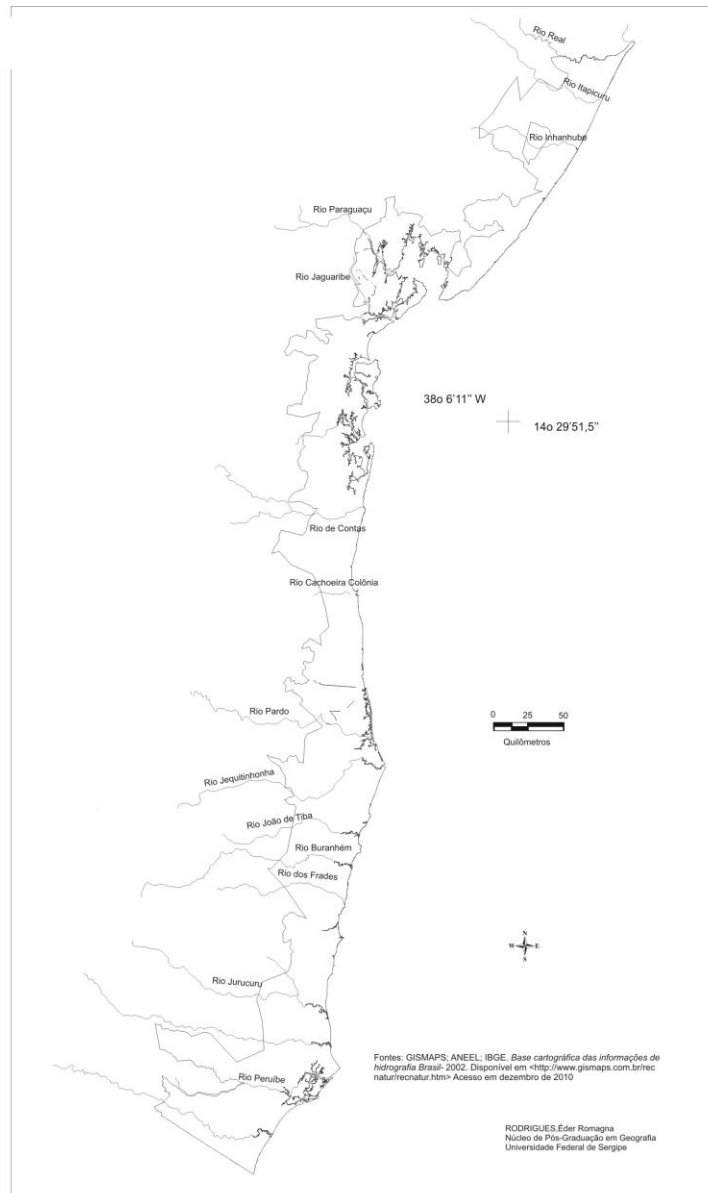 Rio Real
Rio Itapicuru
Rio Inhanhube
Rio Paraguaçu
Rio Jaguaribe
38o 6'11'' W
14o 29'51,5''
Rio de Contas
Rio Cachoeira Colônia
Rio Pardo
0 25 50
Quilômetros
Rio Jequitinhonha
Rio João de Tiba
Rio Buranhém
Rio dos Frades
N
W E
S
Rio Jurucuru
Fontes: GISMAPS; ANEEL; IBGE. Base cartográfica das informações de
hidrografia Brasil- 2002. Disponível em <http://www.gismaps.com.br/rec
natur/recnatur.htm> Acesso em dezembro de 2010
Rio Peruíbe
RODRIGUES,Éder Romagna
Núcleo de Pós-Graduação em Geografia
Universidade Federal de Sergipe